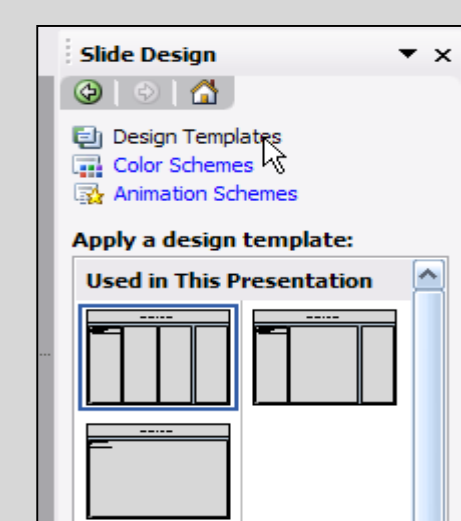 Slide Design
Design Templates
Color Schemes
Animation Schemes
Apply a design template:
Used in This Presentation